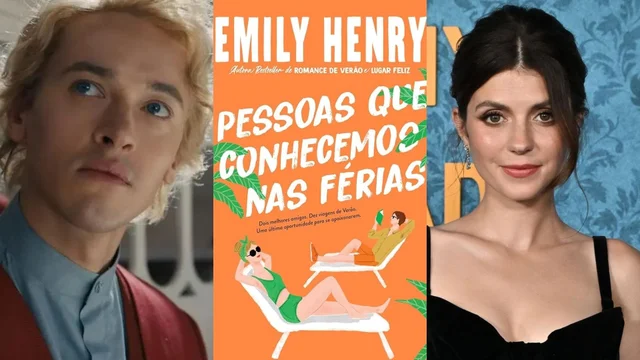 EMILY HENRY
Autora Bestseller de ROMANCE DE VERÃO e LUGAR FELIZ
PESSOAS QUE
CONHECEMOS
NAS FÉRIAS
Dois melhores amigos. Dez viagens de Verão.
Uma última oportunidade para se apaixonarem.